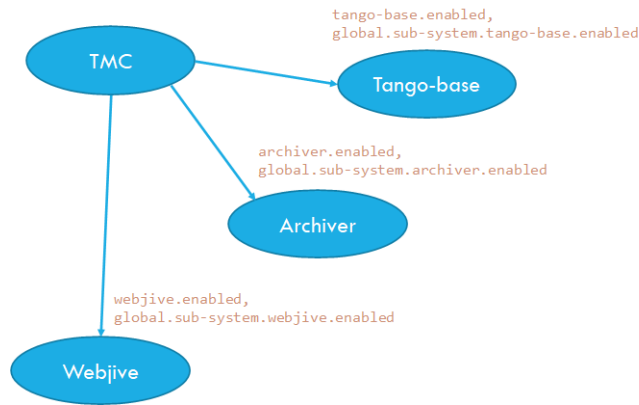 tango-base.enabled,
global.sub-system.tango-base.enabled
TMC
Tango-base
archiver.enabled,
global.sub-system.archiver.enabled
Archiver
webjive.enabled,
global.sub-system.webjive.enabled
Webjive